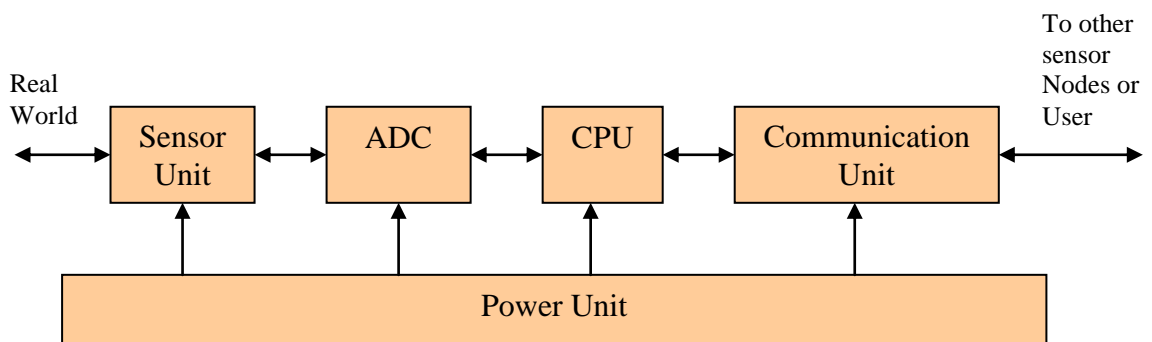 To other
sensor
Nodes or
User
Real
World
Sensor
Unit
ADC
CPU
Communication
Unit
Power Unit